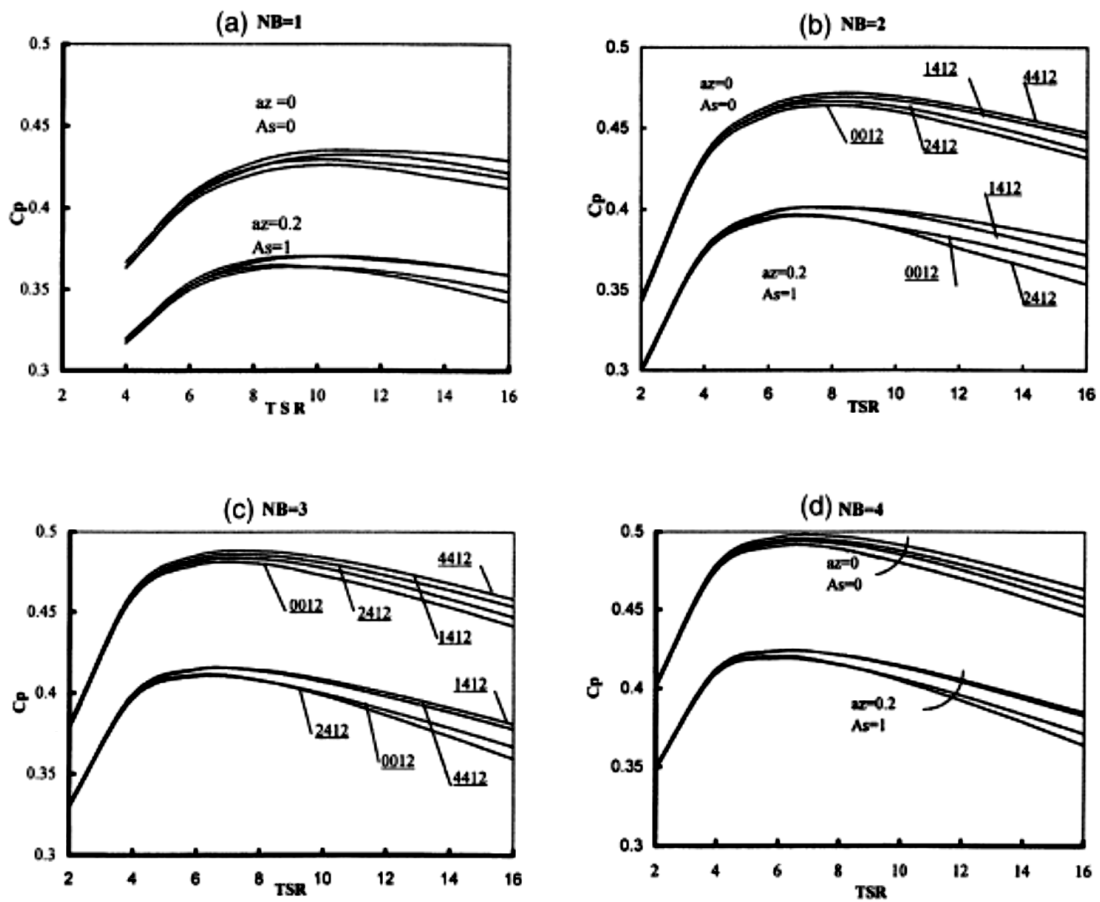 (a) NB=1
0.5
0.45
0.4
0.35
0.3
Cp
az =0
As=0
az=0.2
As=1
2 4 6 8 10 12 14 16
T S R
(b) NB=2
0.5
0.45
0.4
0.35
0.3
Cp
az=0
As=0
1412
4412
0012
2412
1412
az=0.2
As=1
0012
2412
2 4 6 8 10 12 14 16
TSR
(c) NB=3
0.5
0.45
0.4
0.35
0.3
Cp
4412
0012
2412
1412
1412
2412
0012
4412
2 4 6 8 10 12 14 16
TSR
(d) NB=4
0.5
0.45
0.4
0.35
0.3
Cp
az=0
As=0
az=0.2
As=1
2 4 6 8 10 12 14 16
TSR